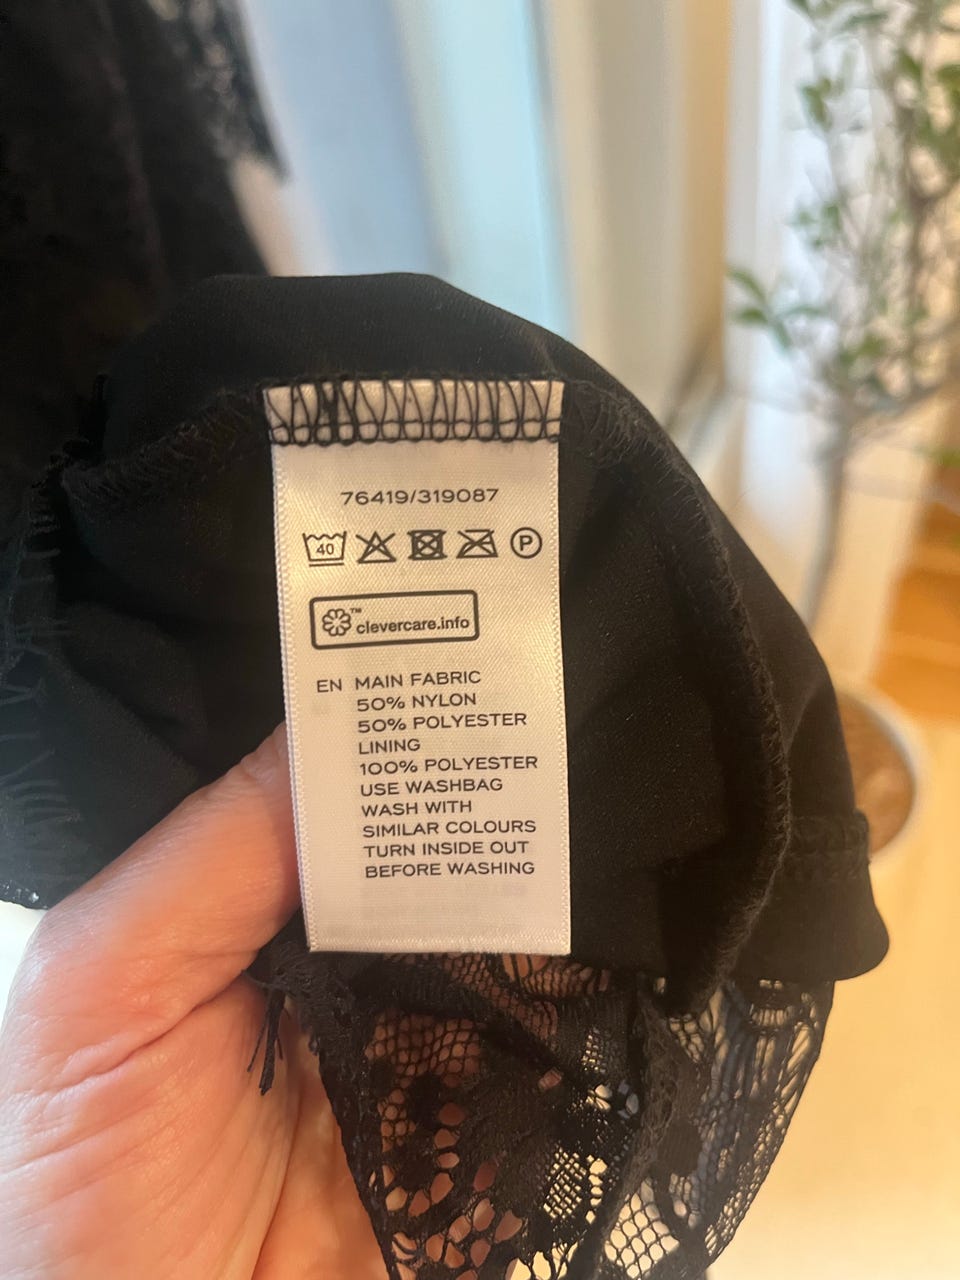 76419/319087
40 P
™ clevercare.info
EN MAIN FABRIC
50% NYLON
50% POLYESTER
LINING
100% POLYESTER
USE WASHBAG
WASH WITH
SIMILAR COLOURS
TURN INSIDE OUT
BEFORE WASHING